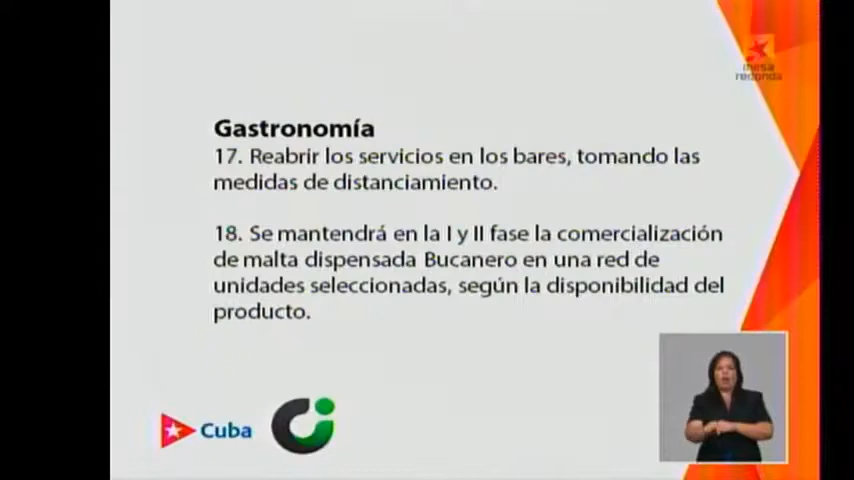 mesa
redonda
Gastronomía
17. Reabrir los servicios en los bares, tomando las
medidas de distanciamiento.
18. Se mantendrá en la I y II fase la comercialización
de malta dispensada Bucanero en una red de
unidades seleccionadas, según la disponibilidad del
producto.
Cuba